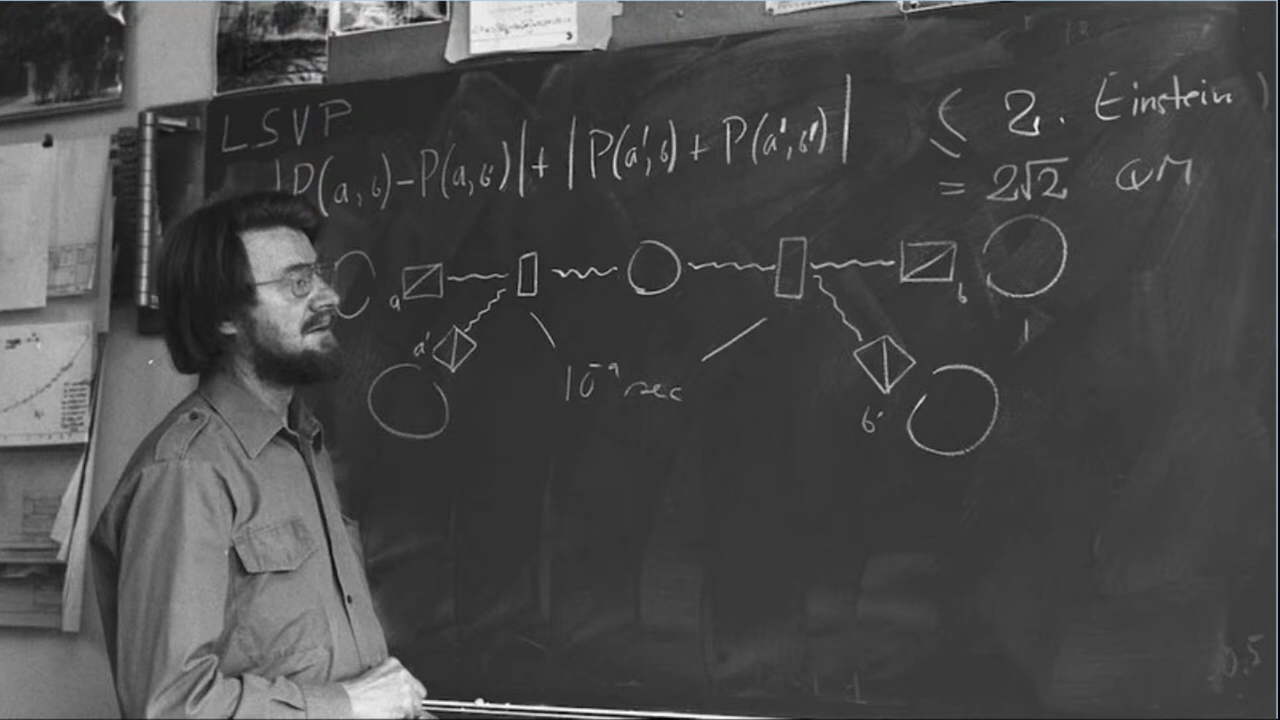 LSVP
|P(a,b)-P(a,b')|+|P(a',b)+P(a',b')| ⟨ 2. Einstein
= 2√2 QM
a
b
a'
10⁻⁹ sec
b'